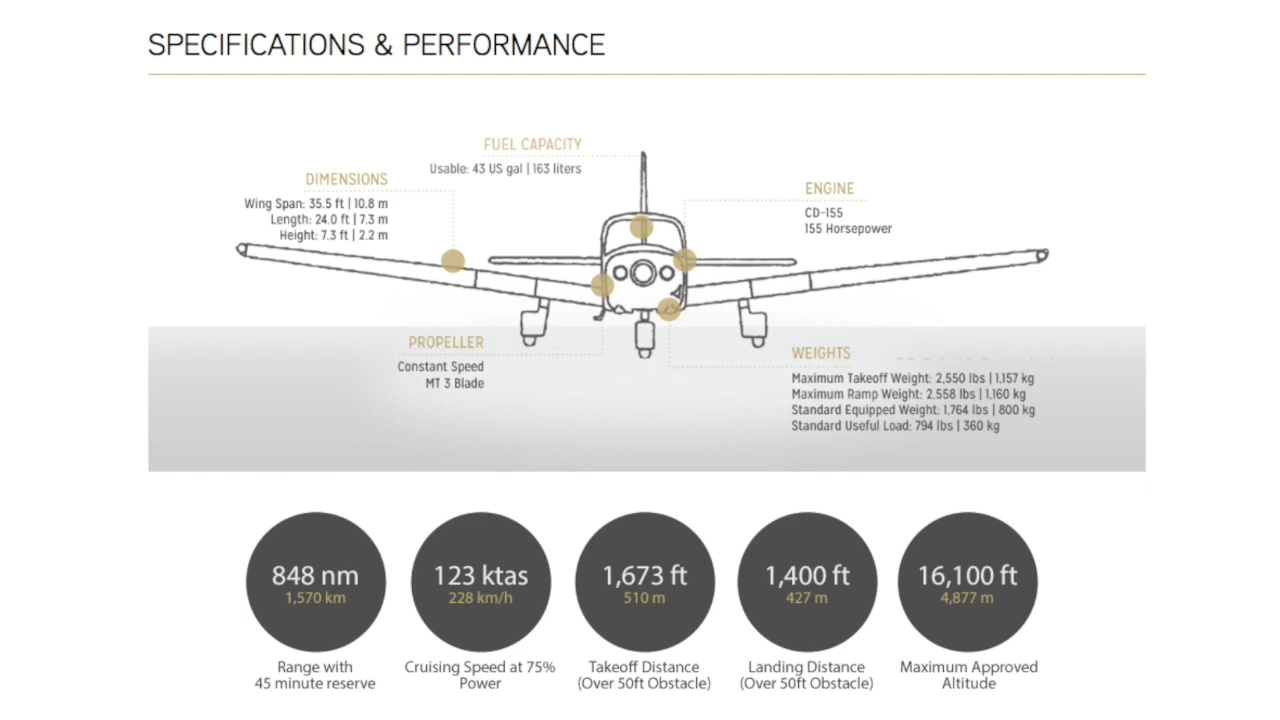 SPECIFICATIONS & PERFORMANCE
FUEL CAPACITY
Usable: 43 US gal | 163 liters
DIMENSIONS
Wing Span: 35.5 ft | 10.8 m
Length: 24.0 ft | 7.3 m
Height: 7.3 ft | 2.2 m
ENGINE
CD-155
155 Horsepower
PROPELLER
Constant Speed
MT 3 Blade
WEIGHTS
Maximum Takeoff Weight: 2,550 lbs | 1,157 kg
Maximum Ramp Weight: 2,558 lbs | 1,160 kg
Standard Equipped Weight: 1,764 lbs | 800 kg
Standard Useful Load: 794 lbs | 360 kg
848 nm
1,570 km
Range with
45 minute reserve
123 ktas
228 km/h
Cruising Speed at 75%
Power
1,673 ft
510 m
Takeoff Distance
(Over 50ft Obstacle)
1,400 ft
427 m
Landing Distance
(Over 50ft Obstacle)
16,100 ft
4,877 m
Maximum Approved
Altitude